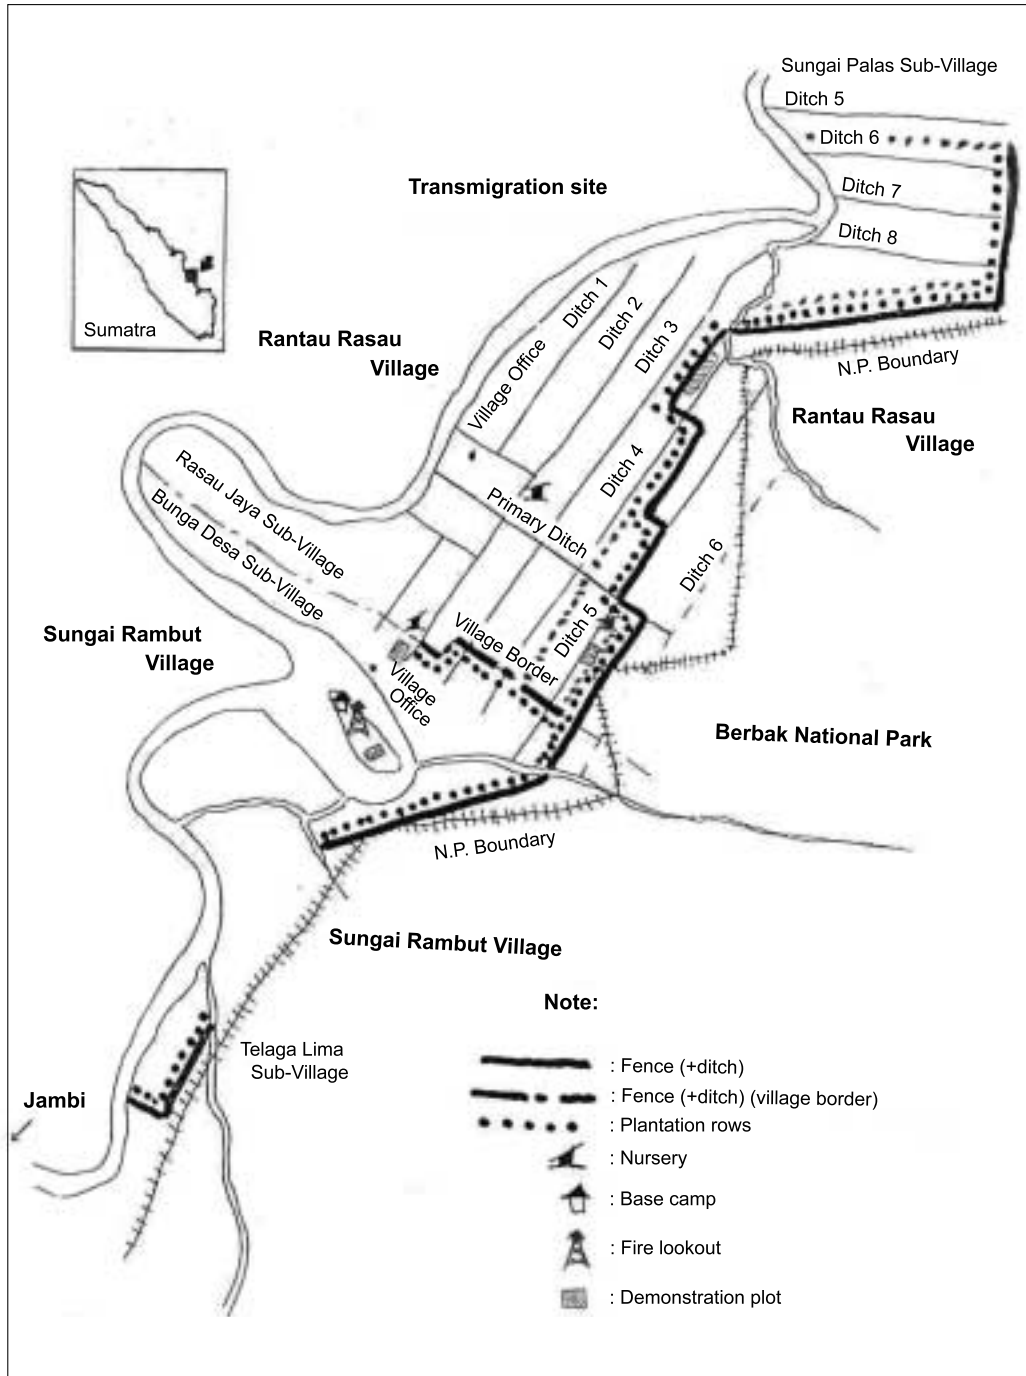 Sungai Palas Sub-Village
Ditch 5
Ditch 6
Transmigration site
Ditch 7
Ditch 8
Sumatra
Ditch 1
Ditch 2
Ditch 3
Rantau Rasau
Village
Village Office
N.P. Boundary
Rantau Rasau
Village
Rasau Jaya Sub-Village
Bunga Desa Sub-Village
Ditch 4
Primary Ditch
Ditch 6
Ditch 5
Village Border
Sungai Rambut
Village
Village
Office
Berbak National Park
N.P. Boundary
Sungai Rambut Village
Telaga Lima
Sub-Village
Jambi
Note:
: Fence (+ditch)
: Fence (+ditch) (village border)
: Plantation rows
: Nursery
: Base camp
: Fire lookout
: Demonstration plot